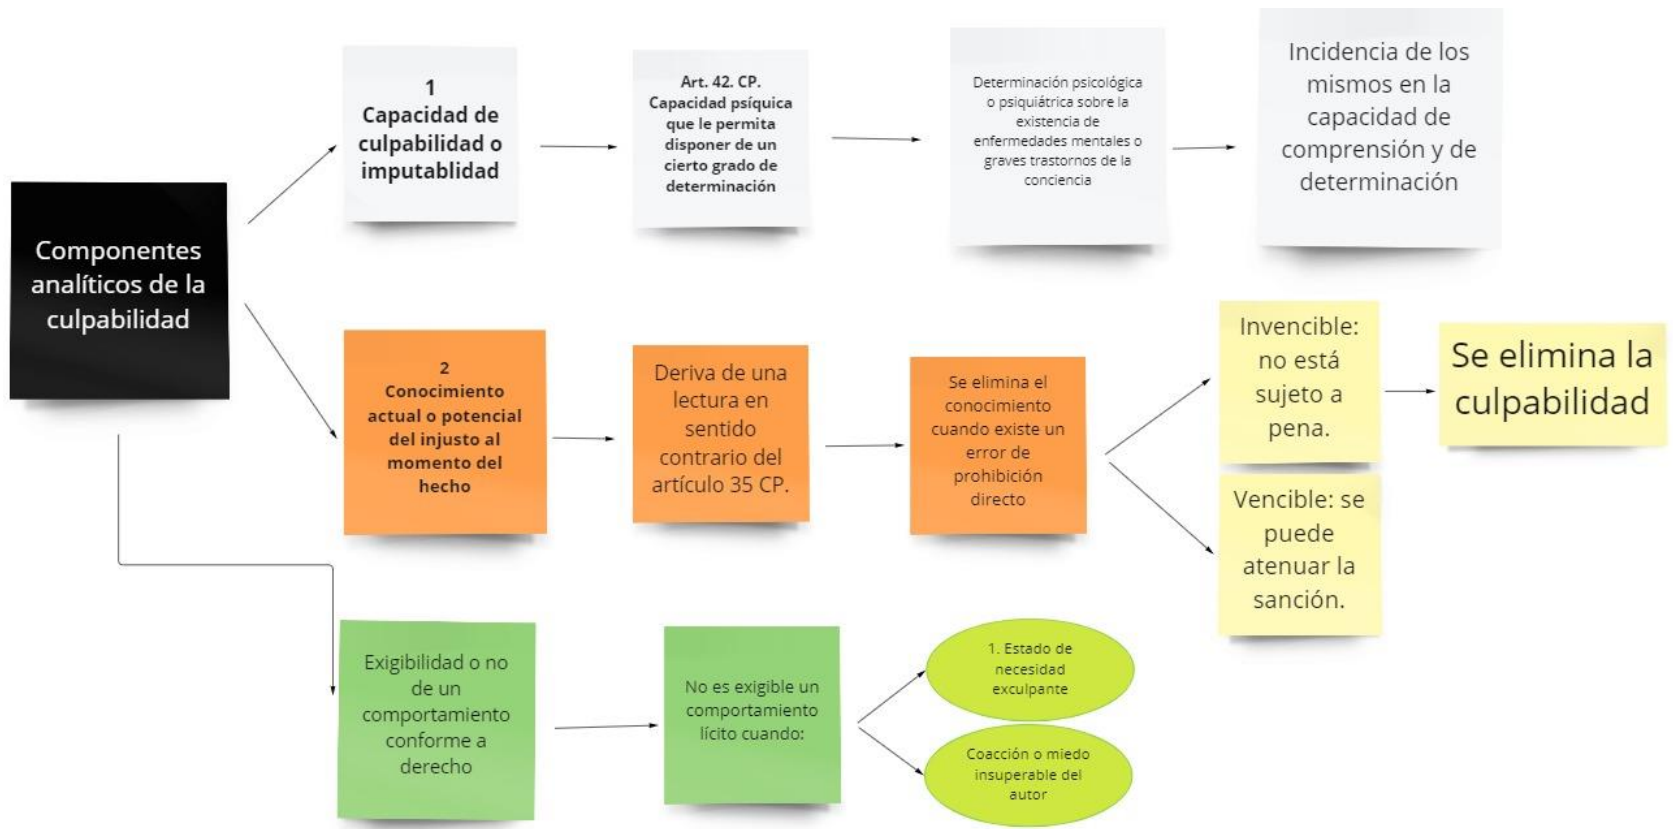 Componentes
analíticos de la
culpabilidad
1
Capacidad de
culpabilidad o
imputablidad
Art. 42. CP.
Capacidad psíquica
que le permita
disponer de un
cierto grado de
determinación
Determinación psicológica
o psiquiátrica sobre la
existencia de
enfermedades mentales o
graves trastornos de la
conciencia
Incidencia de los
mismos en la
capacidad de
comprensión y de
determinación
2
Conocimiento
actual o potencial
del injusto al
momento del
hecho
Deriva de una
lectura en
sentido
contrario del
artículo 35 CP.
Se elimina el
conocimiento
cuando existe un
error de
prohibición
directo
Invencible:
no está
sujeto a
pena.
Se elimina la
culpabilidad
Vencible: se
puede
atenuar la
sanción.
Exigibilidad o no
de un
comportamiento
conforme a
derecho
No es exigible un
comportamiento
lícito cuando:
1. Estado de
necesidad
exculpante
Coacción o miedo
insuperable del
autor